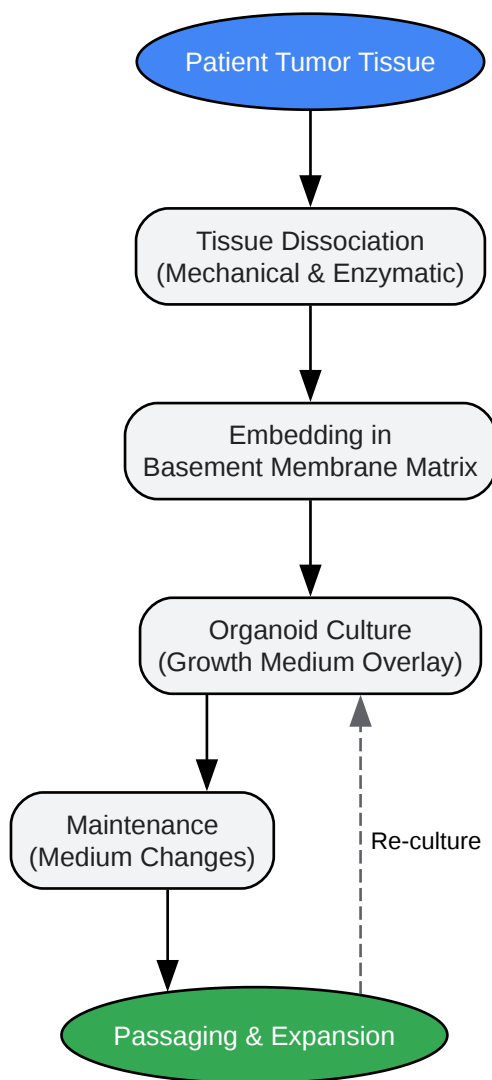 Patient Tumor Tissue
Tissue Dissociation
(Mechanical & Enzymatic)
Embedding in
Basement Membrane Matrix
Organoid Culture
(Growth Medium Overlay)
Maintenance
(Medium Changes)
Re-culture
Passaging & Expansion